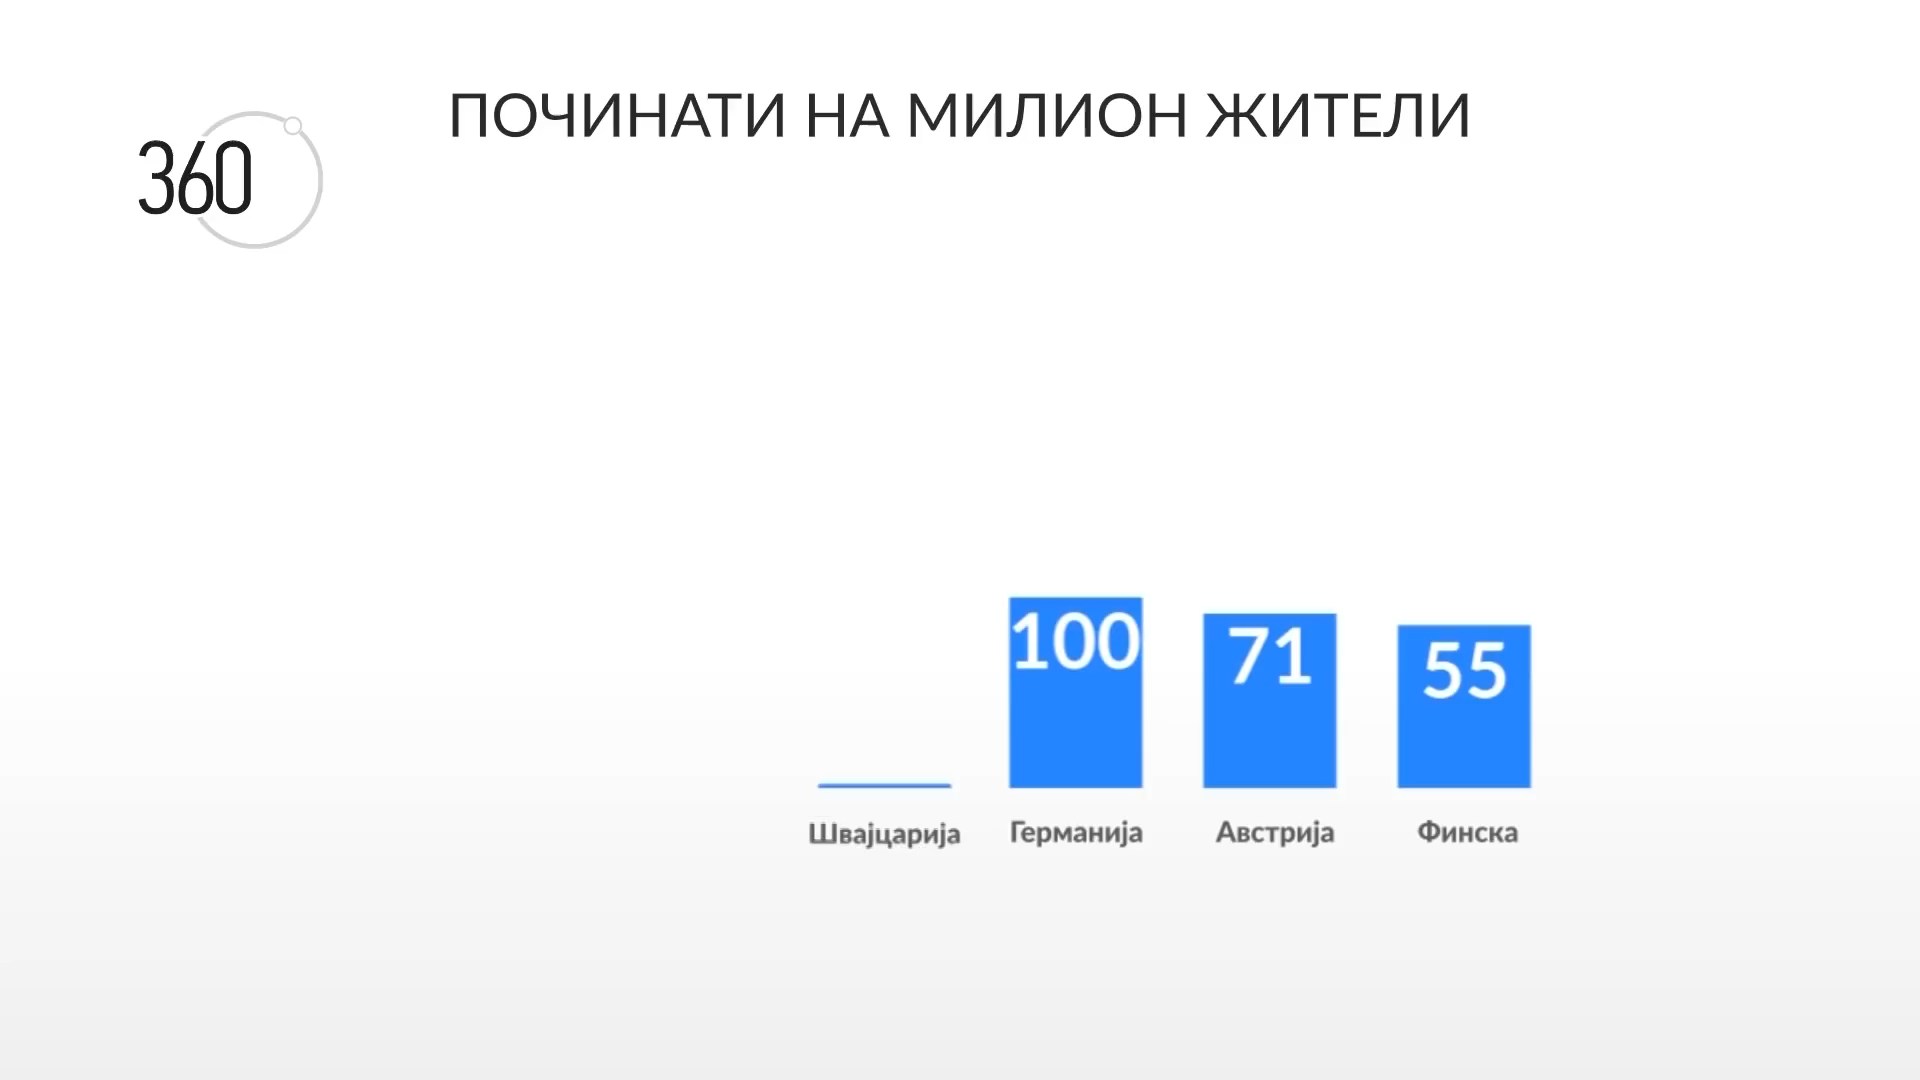 ПОЧИНАТИ НА МИЛИОН ЖИТЕЛИ
360
100
71
55
Швајцарија
Германија
Австрија
Финска